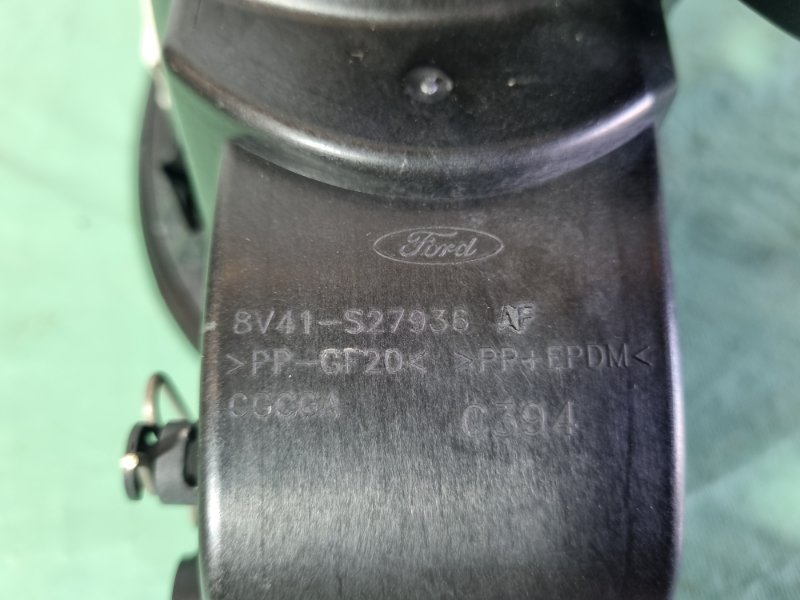 Ford
8V41-S27936 AF
>PP-GF20< >PP+EPDM<
CGCGA C394